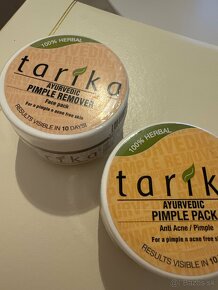 100% HERBAL
tarika
AYURVEDIC
PIMPLE REMOVER
Face pack
For a pimple n acne free skin
RESULTS VISIBLE IN 10 DAYS!
100% HERBAL
tarika
AYURVEDIC
PIMPLE PACK
Anti Acne / Pimple
For a pimple n acne free skin
RESULTS VISIBLE IN 10